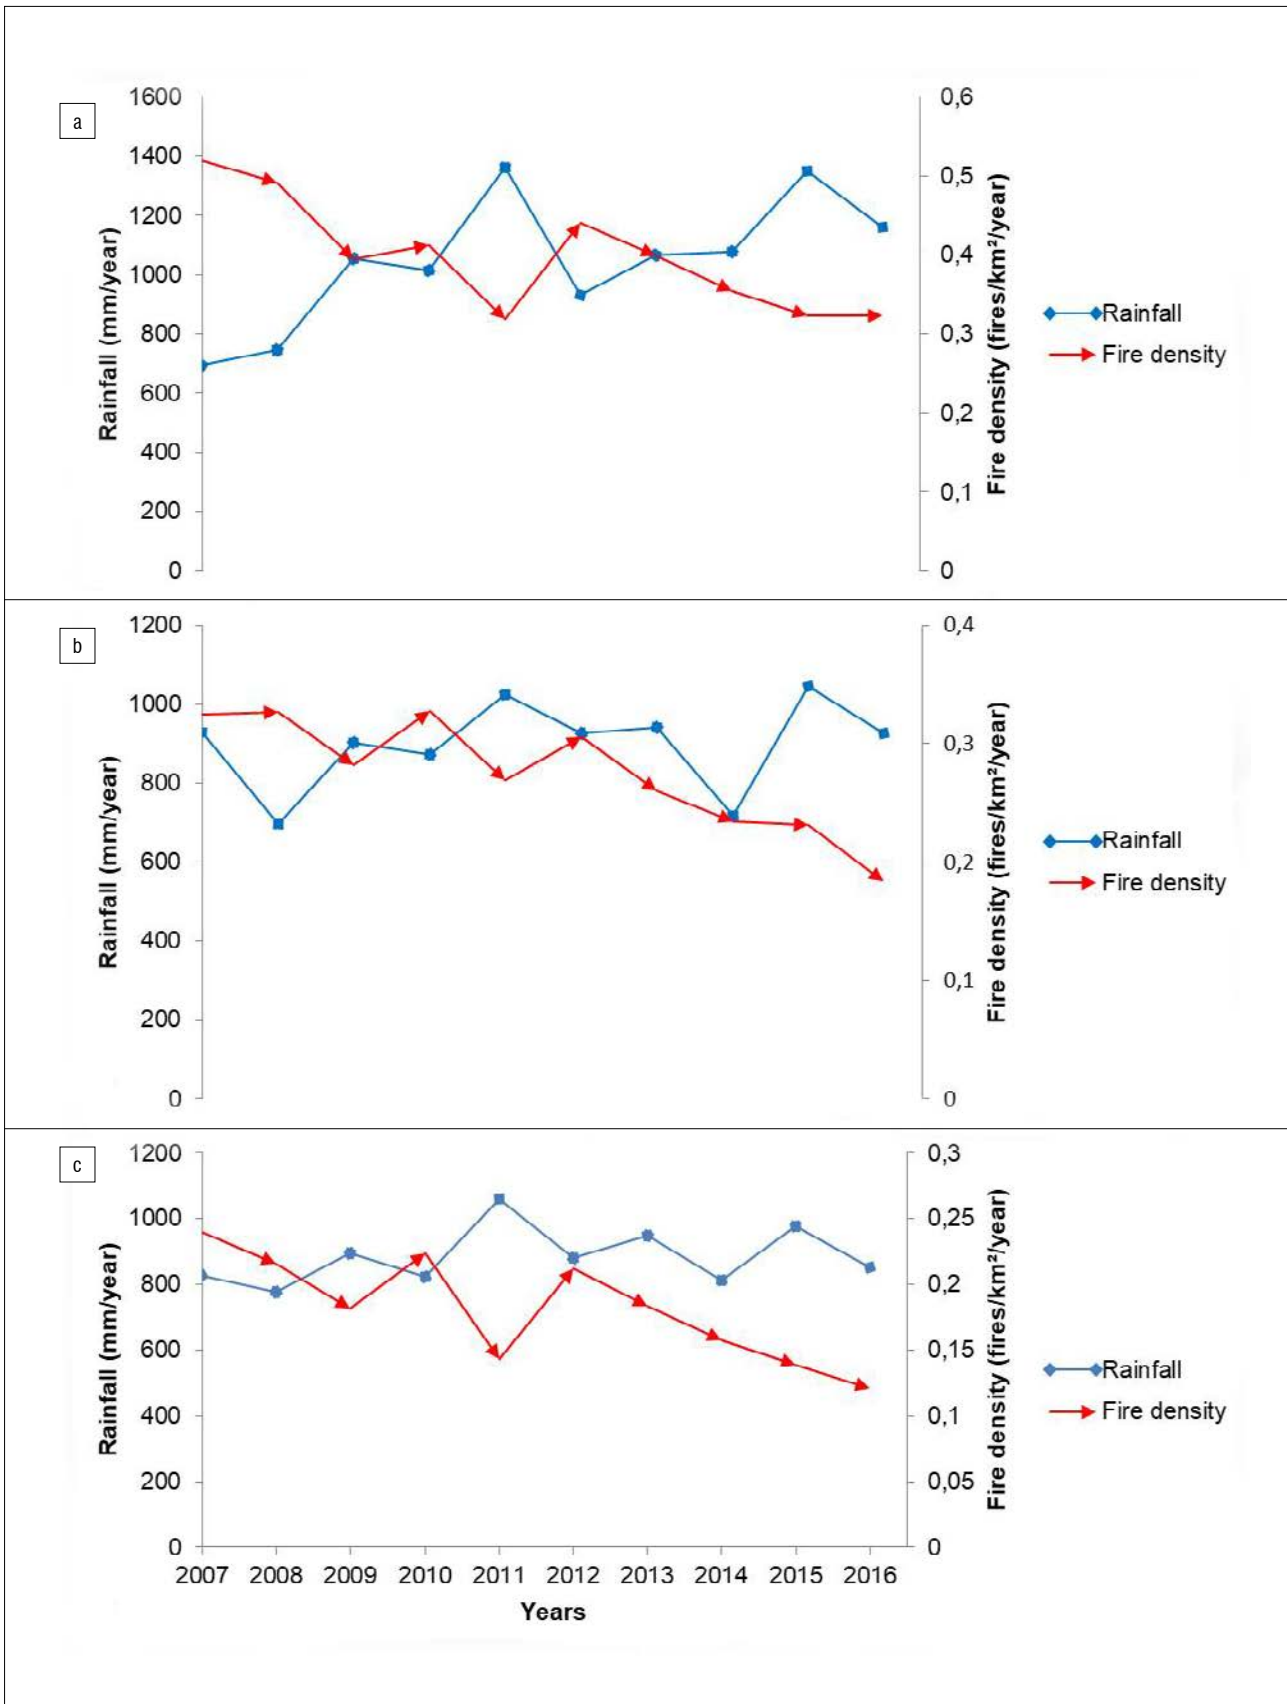 a
Rainfall (mm/year)
1600
1400
1200
1000
800
600
400
200
0
0,6
0,5
0,4
0,3
0,2
0,1
0
Fire density (fires/km²/year)
Rainfall
Fire density
b
Rainfall (mm/year)
1200
1000
800
600
400
200
0
0,4
0,3
0,2
0,1
0
Fire density (fires/km²/year)
Rainfall
Fire density
c
Rainfall (mm/year)
1200
1000
800
600
400
200
0
0,3
0,25
0,2
0,15
0,1
0,05
0
Fire density (fires/km²/year)
Rainfall
Fire density
2007 2008 2009 2010 2011 2012 2013 2014 2015 2016
Years